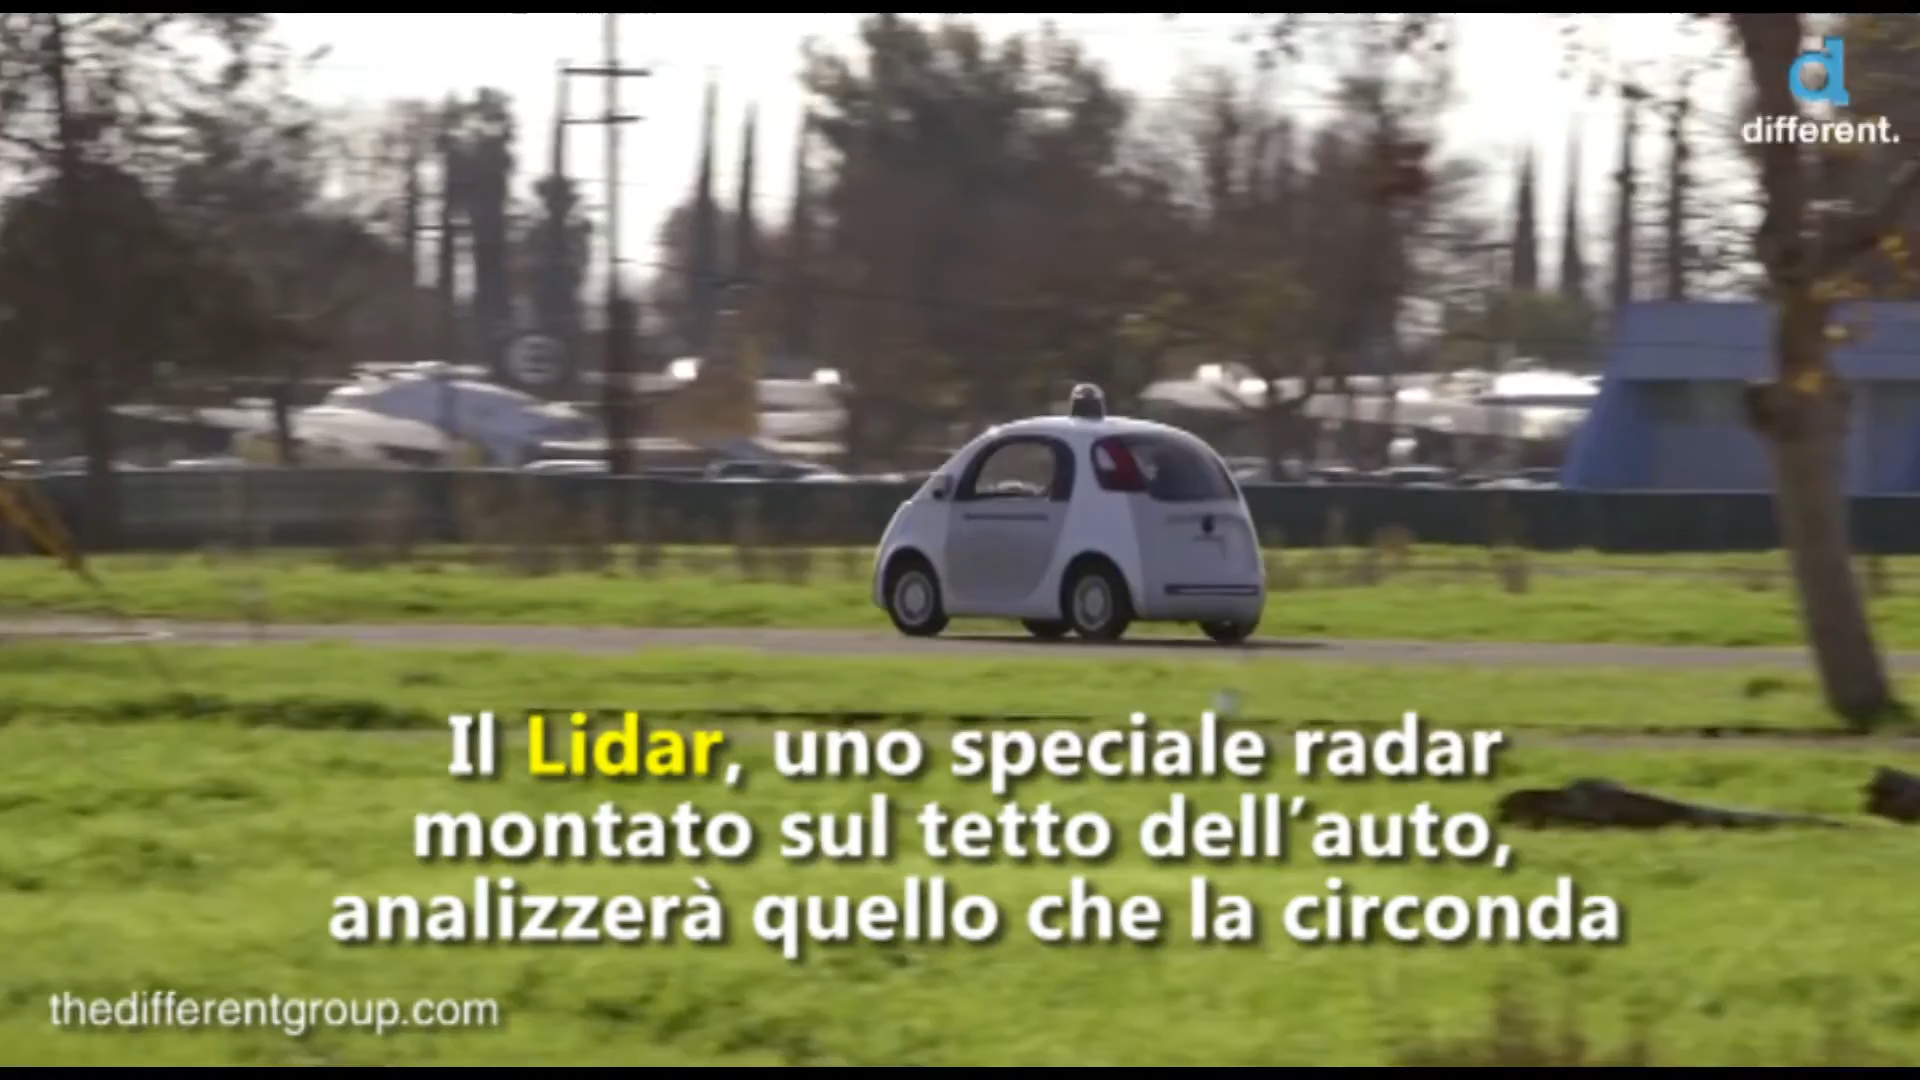 d
different.
Il Lidar, uno speciale radar
montato sul tetto dell´auto,
analizzerà quello che la circonda
thedifferentgroup.com